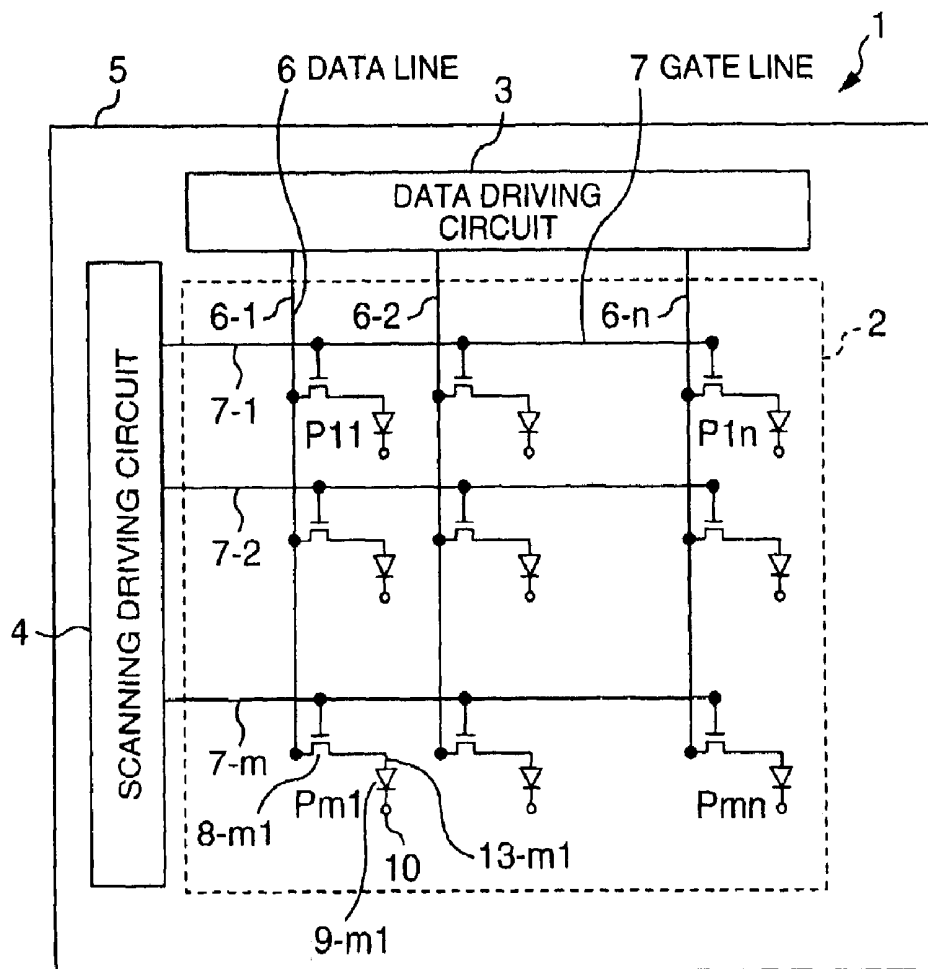 1
5
6 DATA LINE
7 GATE LINE
3
DATA DRIVING
CIRCUIT
6-1
6-2
6-n
2
7-1
P11
P1n
SCANNING DRIVING CIRCUIT
7-2
4
7-m
Pm1
Pmn
8-m1
10
13-m1
9-m1